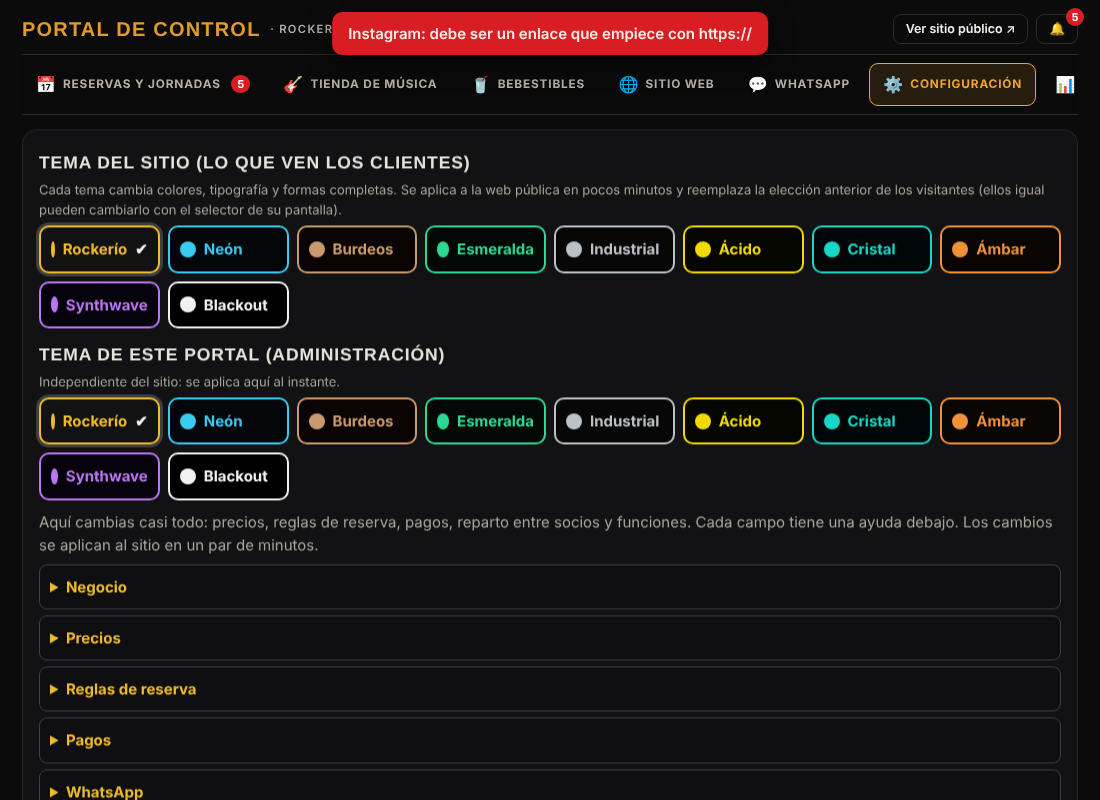 PORTAL DE CONTROL · ROCKER
Instagram: debe ser un enlace que empiece con https://
Ver sitio público ↗
5
RESERVAS Y JORNADAS 5
TIENDA DE MÚSICA
BEBESTIBLES
SITIO WEB
WHATSAPP
CONFIGURACIÓN
TEMA DEL SITIO (LO QUE VEN LOS CLIENTES)
Cada tema cambia colores, tipografía y formas completas. Se aplica a la web pública en pocos minutos y reemplaza la elección anterior de los visitantes (ellos igual
pueden cambiarlo con el selector de su pantalla).
Rockerío ✔
Neón
Burdeos
Esmeralda
Industrial
Ácido
Cristal
Ámbar
Synthwave
Blackout
TEMA DE ESTE PORTAL (ADMINISTRACIÓN)
Independiente del sitio: se aplica aquí al instante.
Rockerío ✔
Neón
Burdeos
Esmeralda
Industrial
Ácido
Cristal
Ámbar
Synthwave
Blackout
Aquí cambias casi todo: precios, reglas de reserva, pagos, reparto entre socios y funciones. Cada campo tiene una ayuda debajo. Los cambios
se aplican al sitio en un par de minutos.
▶ Negocio
▶ Precios
▶ Reglas de reserva
▶ Pagos
▶ WhatsApp